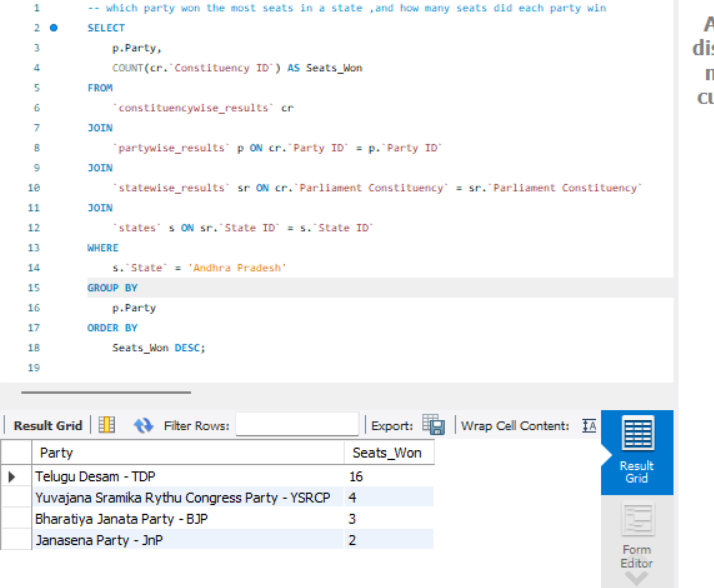 1 -- which party won the most seats in a state ,and how many seats did each party win
2 SELECT
3 p.Party,
4 COUNT(cr.`Constituency ID`) AS Seats_Won
5 FROM
6 `constituencywise_results` cr
7 JOIN
8 `partywise_results` p ON cr.`Party ID` = p.`Party ID`
9 JOIN
10 `statewise_results` sr ON cr.`Parliament Constituency` = sr.`Parliament Constituency`
11 JOIN
12 `states` s ON sr.`State ID` = s.`State ID`
13 WHERE
14 s.`State` = 'Andhra Pradesh'
15 GROUP BY
16 p.Party
17 ORDER BY
18 Seats_Won DESC;
19
Result Grid Filter Rows: Export: Wrap Cell Content: IA
Party Seats_Won
Telugu Desam - TDP 16
Yuvajana Sramika Rythu Congress Party - YSRCP 4
Bharatiya Janata Party - BJP 3
Janasena Party - JnP 2
Result
Grid
Form
Editor